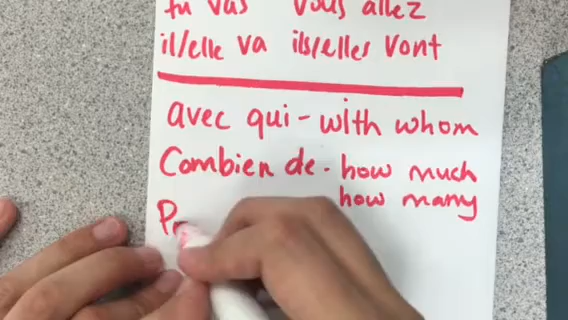 tu vas vous allez
il/elle va ils/elles vont
avec qui - with whom
Combien de - how much
how many
P